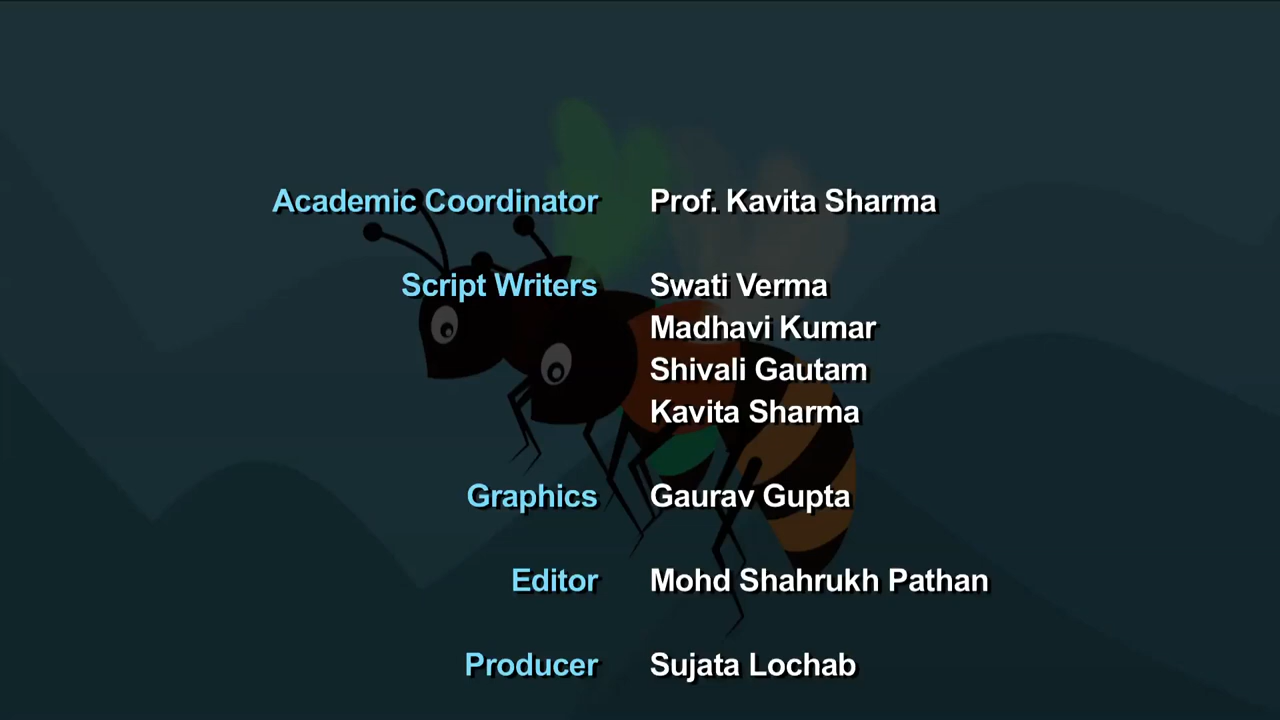 Academic Coordinator Prof. Kavita Sharma
Script Writers Swati Verma
Madhavi Kumar
Shivali Gautam
Kavita Sharma
Graphics Gaurav Gupta
Editor Mohd Shahrukh Pathan
Producer Sujata Lochab